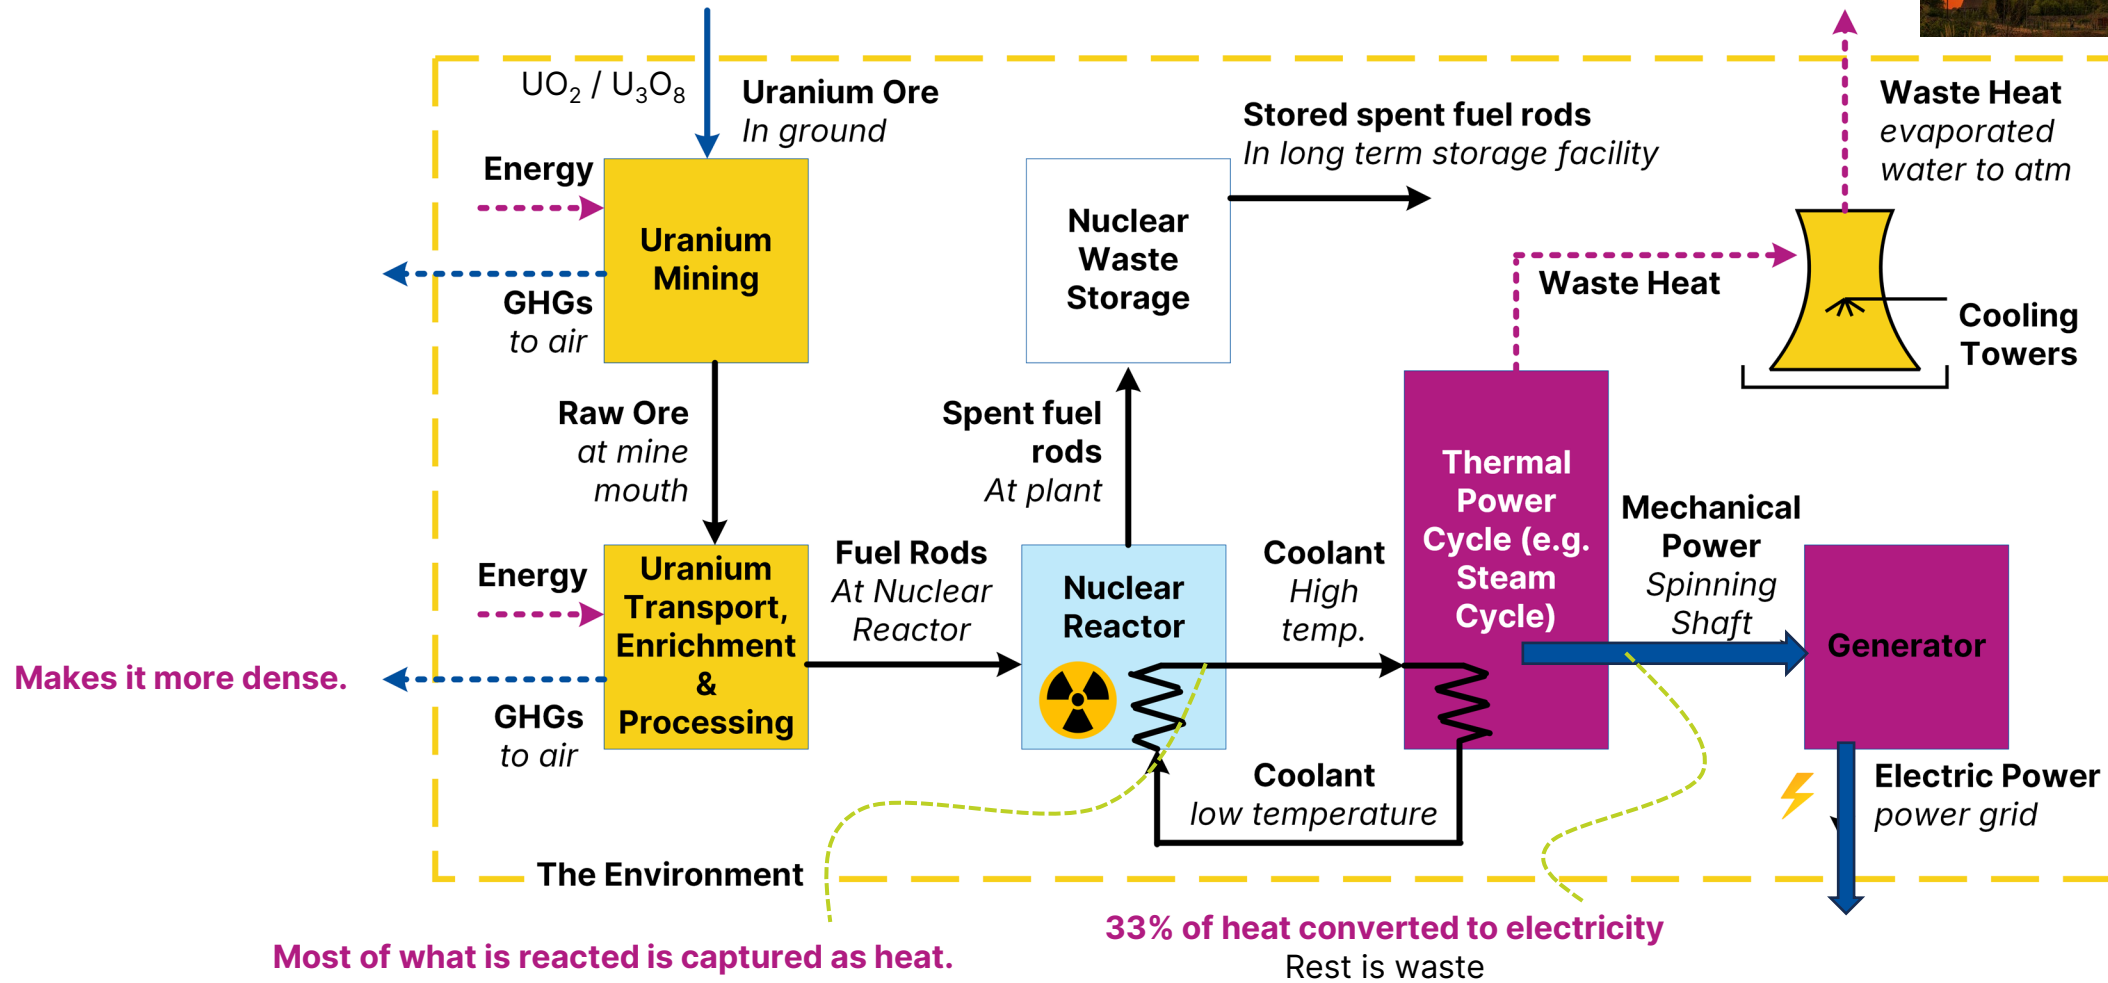 UO₂ / U₃O₈
Uranium Ore
In ground
Energy
Uranium
Mining
GHGs
to air
Raw Ore
at mine
mouth
Energy
Uranium
Transport,
Enrichment
&
Processing
Makes it more dense.
GHGs
to air
Fuel Rods
At Nuclear
Reactor
Nuclear
Reactor
Spent fuel
rods
At plant
Nuclear
Waste
Storage
Stored spent fuel rods
In long term storage facility
Coolant
High
temp.
Coolant
low temperature
Thermal
Power
Cycle (e.g.
Steam
Cycle)
Waste Heat
Waste Heat
evaporated
water to atm
Cooling
Towers
Mechanical
Power
Spinning
Shaft
Generator
Electric Power
power grid
The Environment
Most of what is reacted is captured as heat.
33% of heat converted to electricity
Rest is waste